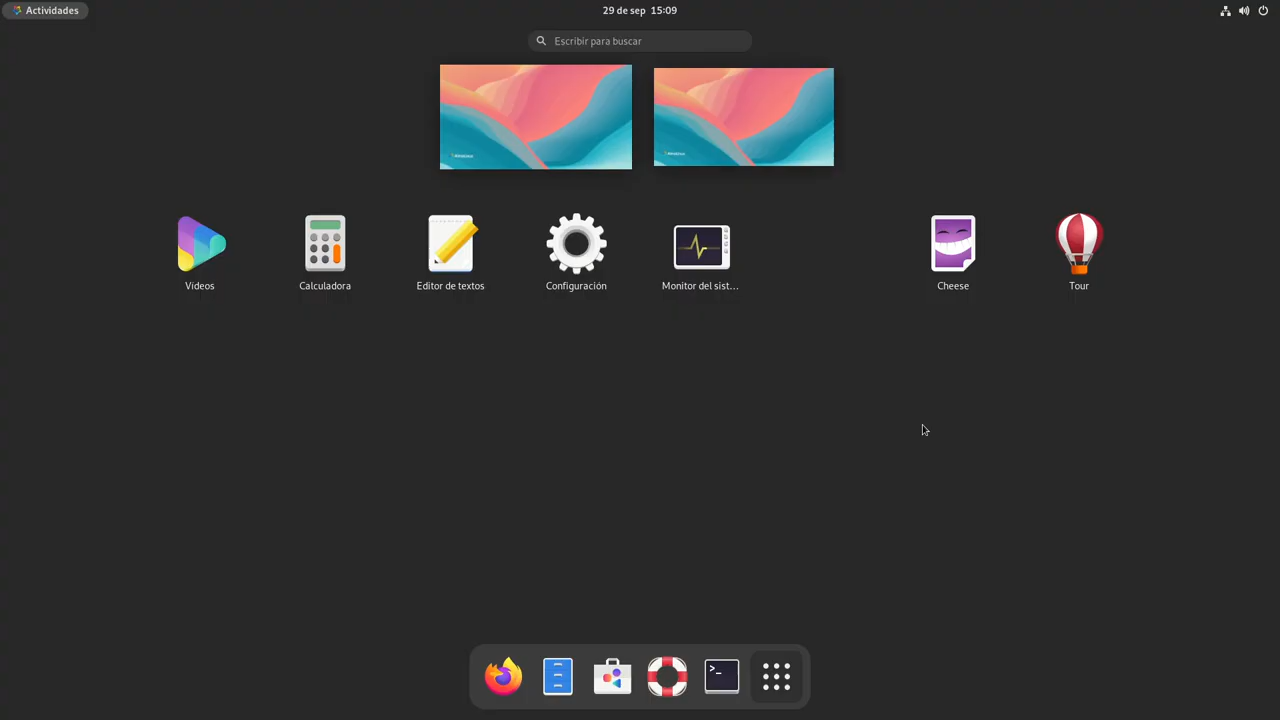 Actividades
29 de sep 15:09
Escribir para buscar
Vídeos
Calculadora
Editor de textos
Configuración
Monitor del sist…
Cheese
Tour
>_